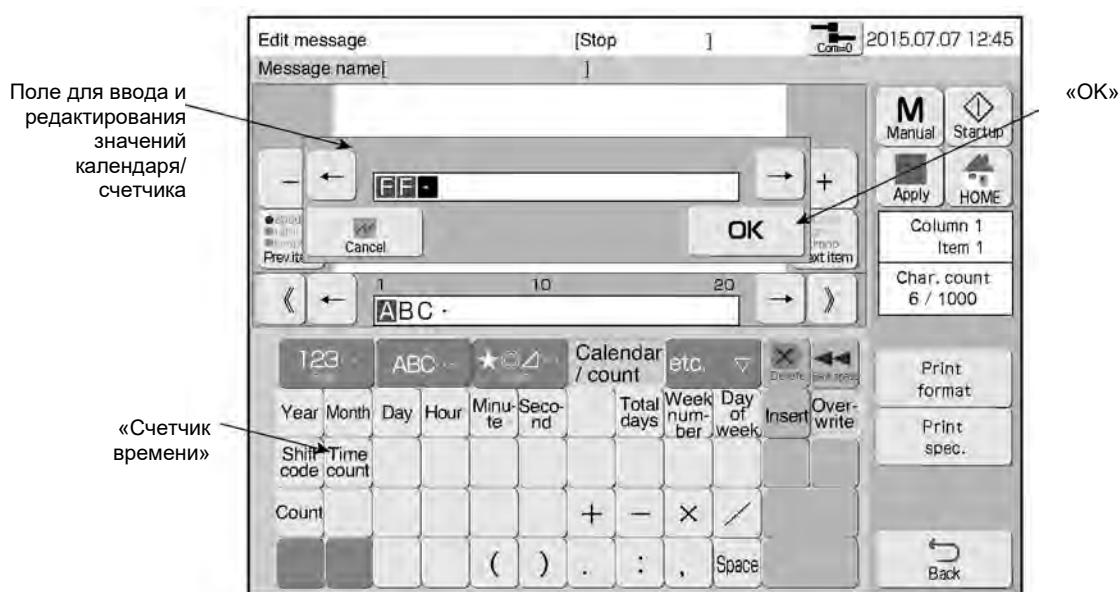 Edit message [Stop ] Com=0 2015.07.07 12:45
Message name[ ]
Поле для ввода и
редактирования
значений
календаря/
счетчика
«OK»
M
Manual
Startup
Apply
HOME
− ← FF· → +
Cancel
OK
Prev.ite
ext item
Column 1
Item 1
Char. count
6 / 1000
1 10 20
《 ← ABC · → 》
123 ·· ABC ·· ★◎⊿·· Calendar
/ count etc. ▽ Delete
Print
format
Year Month Day Hour Minu-
te Seco-
nd Total
days Week
num-
ber Day
of
week Insert Over-
write
Print
spec.
«Счетчик
времени»
Shift
code Time
count
Count + − × ／
( ) . : , Space
Back